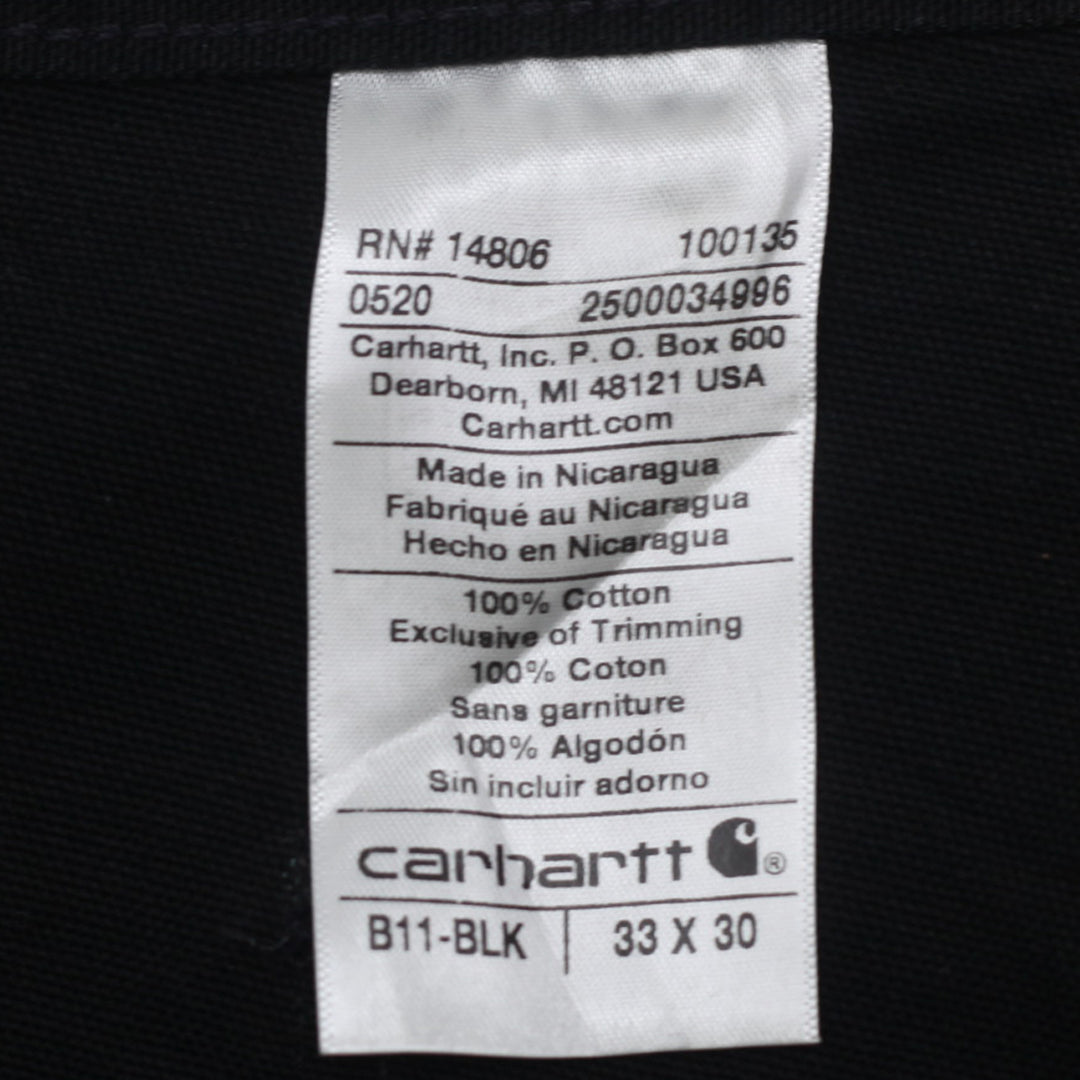 RN# 14806 100135
0520 2500034996
Carhartt, Inc. P. O. Box 600
Dearborn, MI 48121 USA
Carhartt.com
Made in Nicaragua
Fabriqué au Nicaragua
Hecho en Nicaragua
100% Cotton
Exclusive of Trimming
100% Coton
Sans garniture
100% Algodón
Sin incluir adorno
carhartt ®
B11-BLK 33 X 30